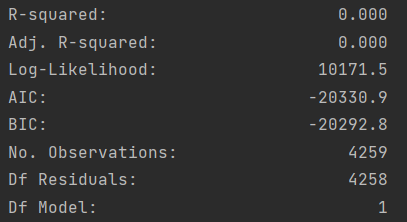 R-squared: 0.000
Adj. R-squared: 0.000
Log-Likelihood: 10171.5
AIC: -20330.9
BIC: -20292.8
No. Observations: 4259
Df Residuals: 4258
Df Model: 1